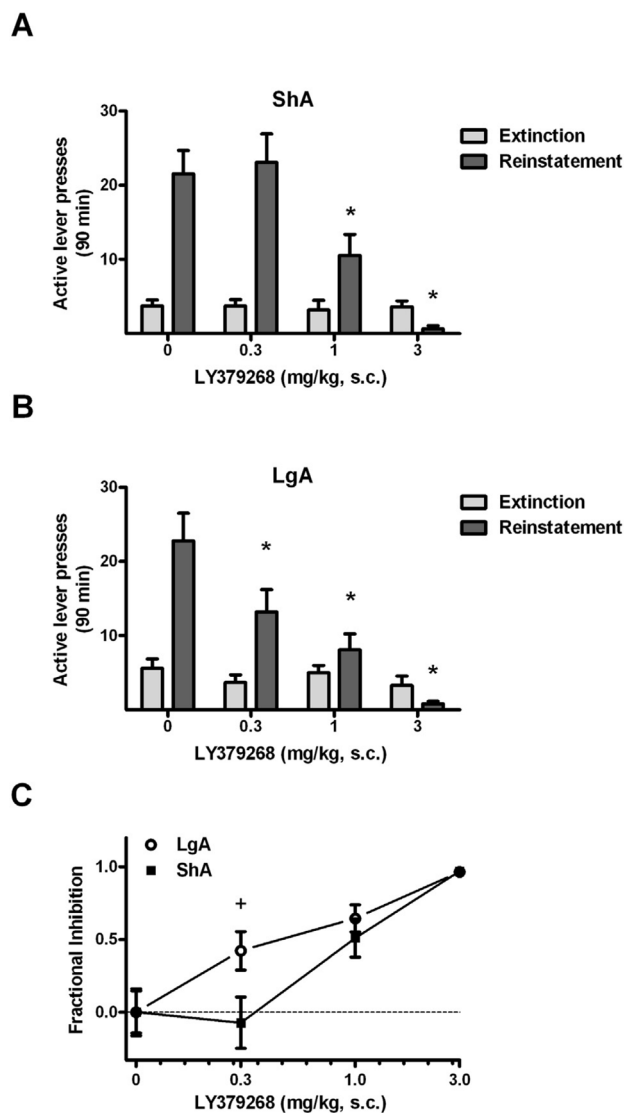 A
ShA
30
20
10
Active lever presses
(90 min)
Extinction
Reinstatement
*
*
0 0.3 1 3
LY379268 (mg/kg, s.c.)
B
LgA
30
20
10
Active lever presses
(90 min)
Extinction
Reinstatement
*
*
*
0 0.3 1 3
LY379268 (mg/kg, s.c.)
C
LgA
ShA
1.0
0.5
0.0
Fractional Inhibition
+
0 0.3 1.0 3.0
LY379268 (mg/kg, s.c.)